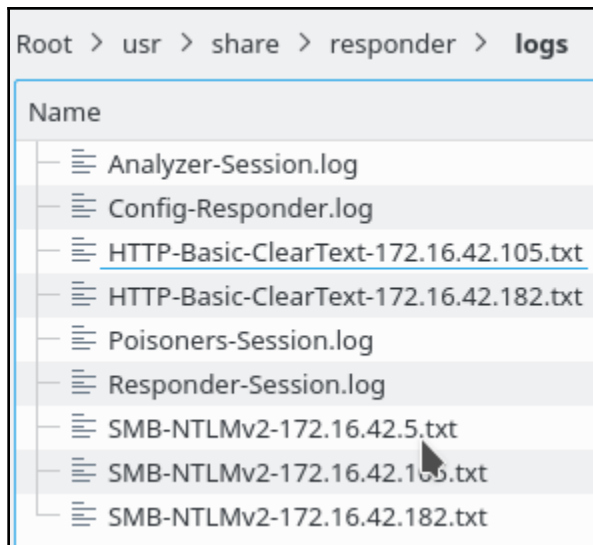 Root > usr > share > responder > logs
Name
Analyzer-Session.log
Config-Responder.log
HTTP-Basic-ClearText-172.16.42.105.txt
HTTP-Basic-ClearText-172.16.42.182.txt
Poisoners-Session.log
Responder-Session.log
SMB-NTLMv2-172.16.42.5.txt
SMB-NTLMv2-172.16.42.105.txt
SMB-NTLMv2-172.16.42.182.txt